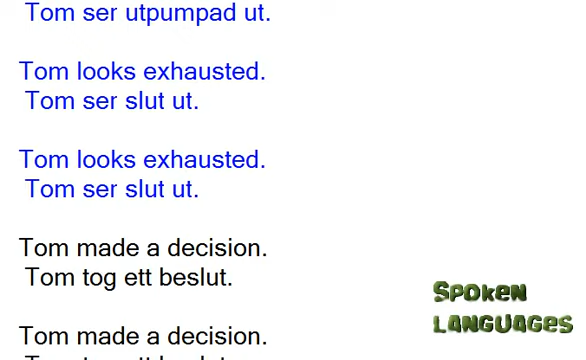 Tom ser utpumpad ut.
Tom looks exhausted.
Tom ser slut ut.
Tom looks exhausted.
Tom ser slut ut.
Tom made a decision.
Tom tog ett beslut.
Tom made a decision.
SPOKEN
LANGUAGES